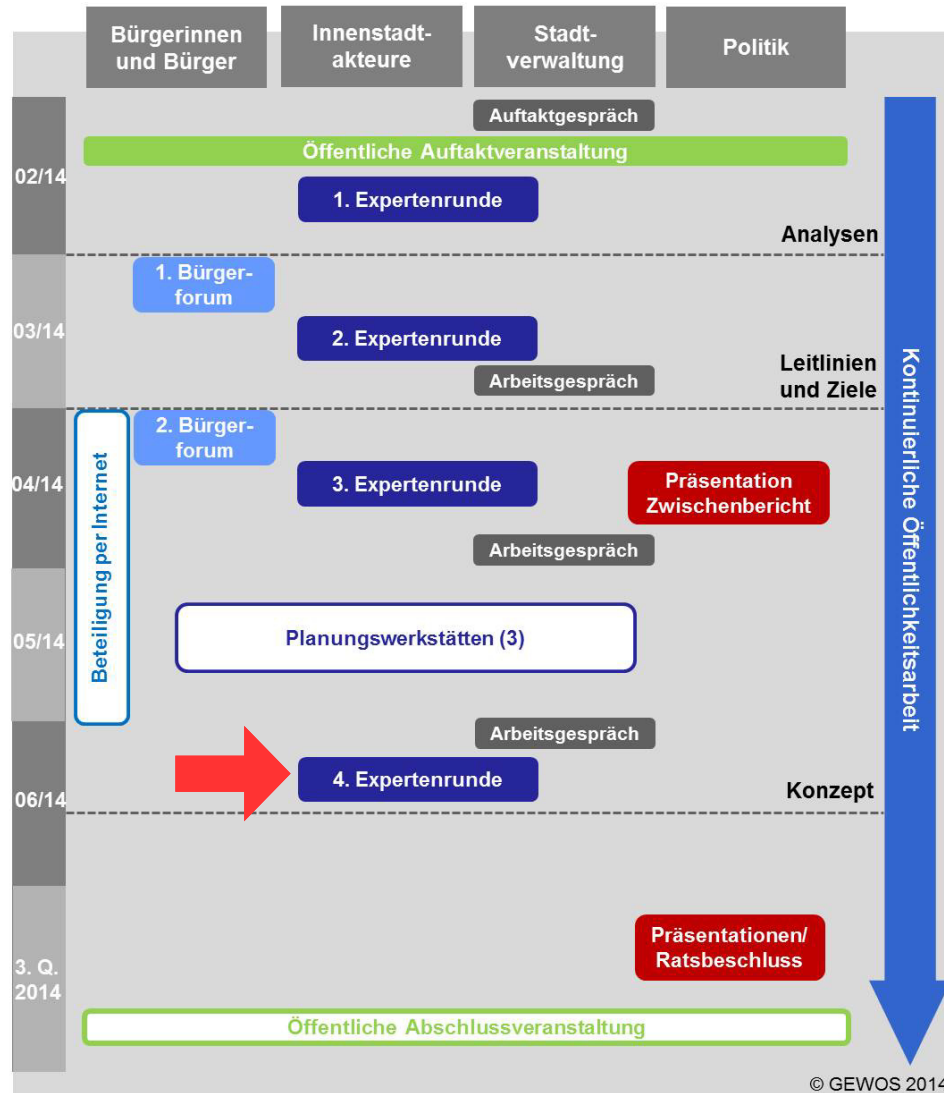 Bürgerinnen
und Bürger
Innenstadt-
akteure
Stadt-
verwaltung
Politik
Auftaktgespräch
Öffentliche Auftaktveranstaltung
02/14
1. Expertenrunde
Analysen
1. Bürger-
forum
03/14
2. Expertenrunde
Arbeitsgespräch
Leitlinien
und Ziele
2. Bürger-
forum
04/14
3. Expertenrunde
Präsentation
Zwischenbericht
Arbeitsgespräch
Beteiligung per Internet
05/14
Planungswerkstätten (3)
Arbeitsgespräch
4. Expertenrunde
06/14
Konzept
Kontinuierliche Öffentlichkeitsarbeit
Präsentationen/
Ratsbeschluss
3. Q.
2014
Öffentliche Abschlussveranstaltung
© GEWOS 2014